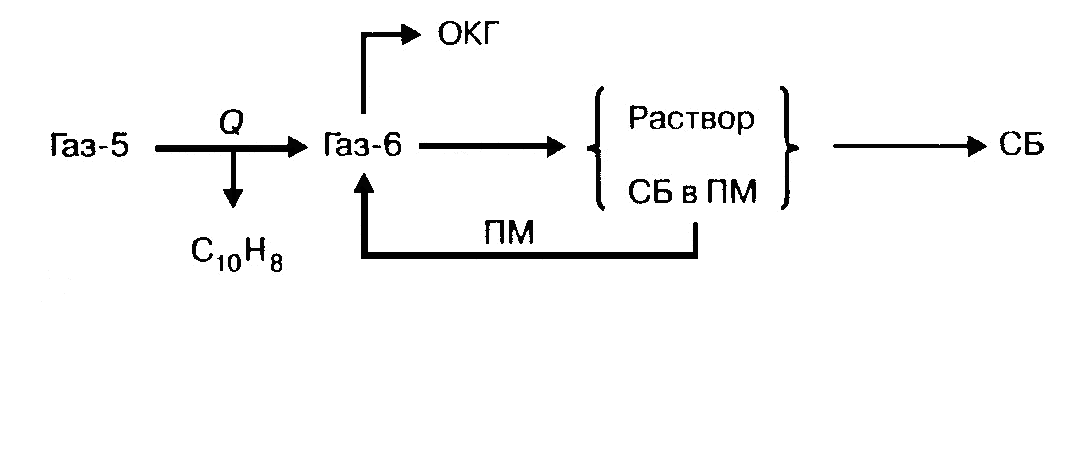 ОКГ
Q
Газ-5 Газ-6 Раствор СБ
СБ в ПМ
ПМ
C₁₀H₈